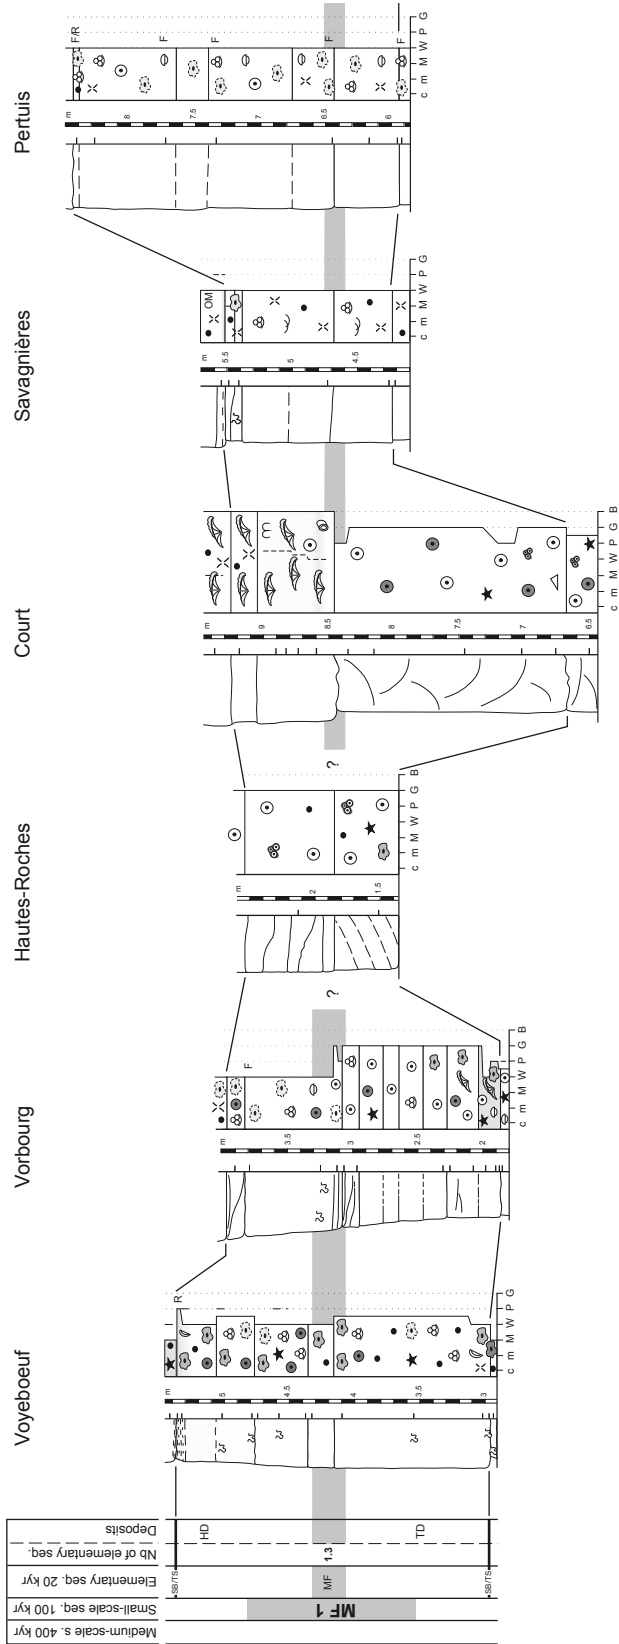 Pertuis
c m M W P G
F/R
F
F
F
F
m
8
7.5
7
6.5
6
Savagnières
c m M W P G
OM
m
5.5
5
4.5
Court
c m M W P G B
m
9
8.5
8
7.5
7
6.5
Hautes-Roches
?
c m M W P G B
m
2
1.5
Vorbourg
?
c m M W P G B
F
m
3.5
3
2.5
2
Voyeboeuf
c m M W P G
R
m
5
4.5
4
3.5
3
Deposits
HD
TD
Nb of elementary seq.
1.3
Elementary seq. 20 kyr
SB/TS
MF
SB/TS
Small-scale seq. 100 kyr
MF 1
Medium-scale s. 400 kyr